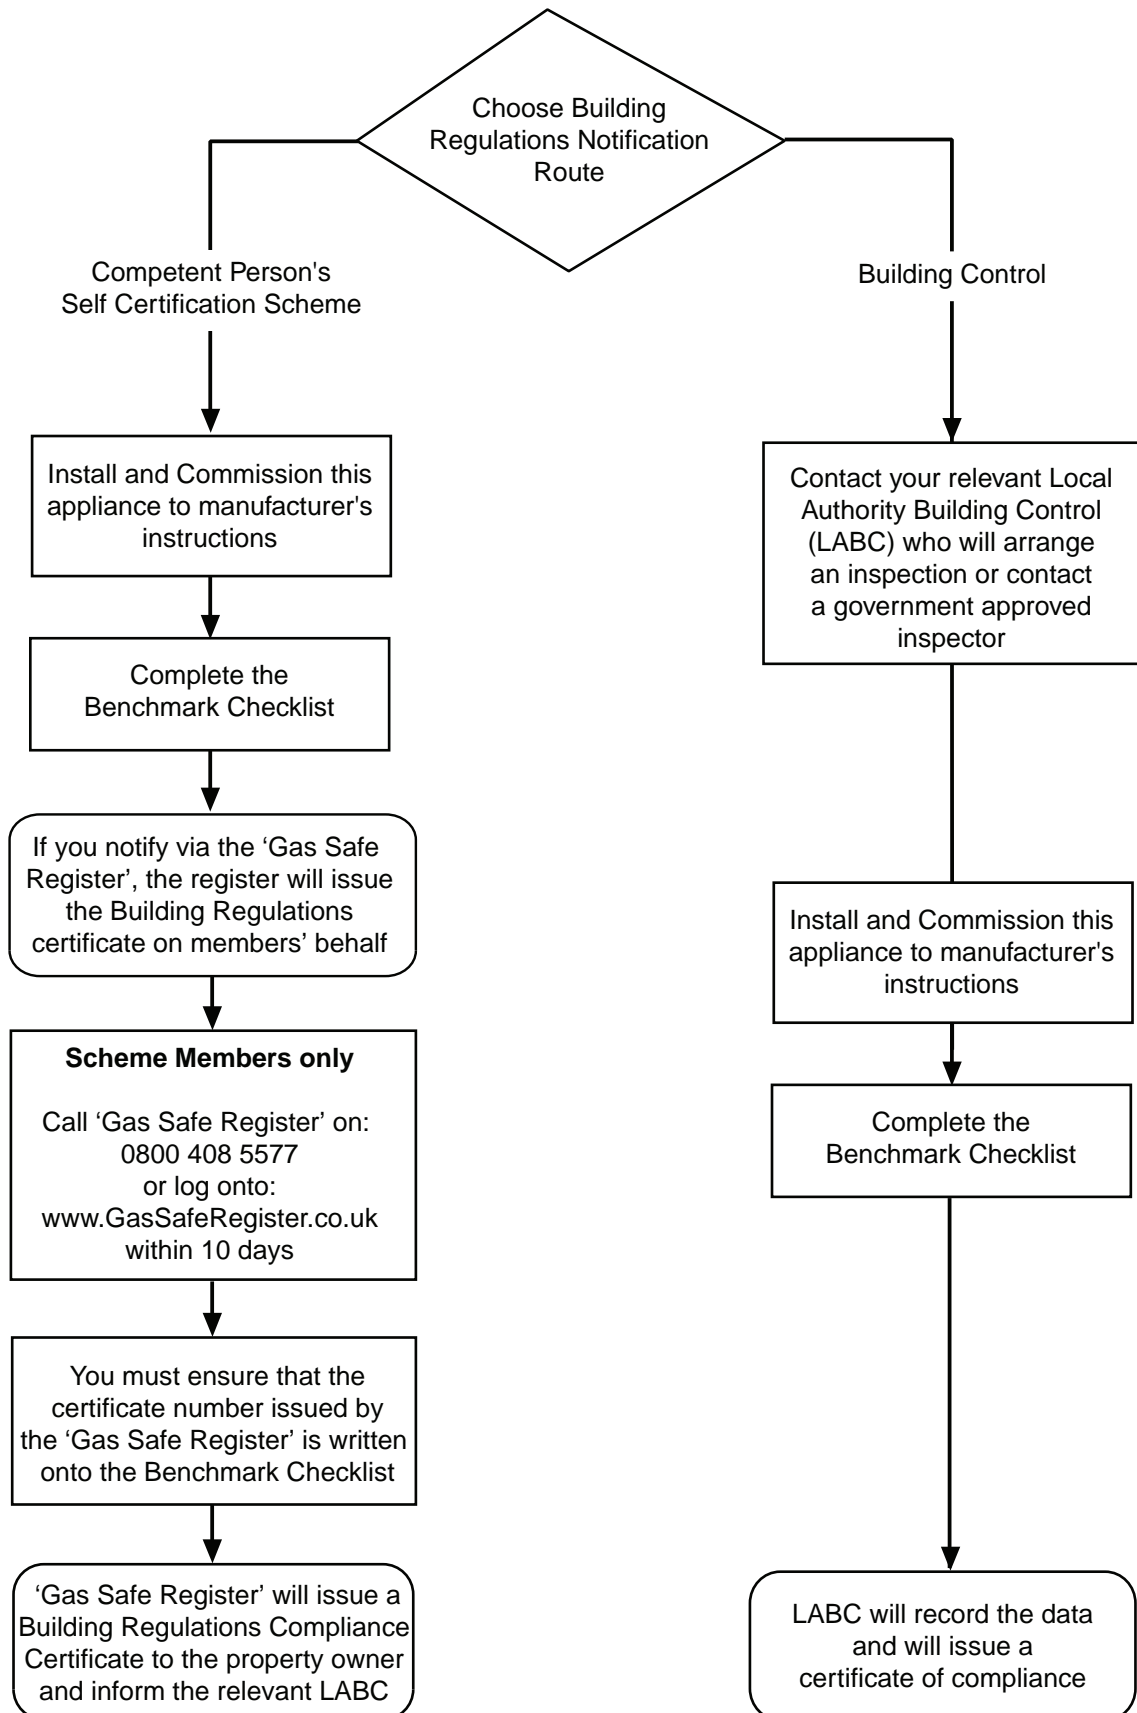 Choose Building
Regulations Notification
Route
Competent Person's
Self Certification Scheme
Building Control
Install and Commission this
appliance to manufacturer's
instructions
Complete the
Benchmark Checklist
If you notify via the ‘Gas Safe
Register’, the register will issue
the Building Regulations
certificate on members’ behalf
Scheme Members only
Call ‘Gas Safe Register’ on:
0800 408 5577
or log onto:
www.GasSafeRegister.co.uk
within 10 days
You must ensure that the
certificate number issued by
the ‘Gas Safe Register’ is written
onto the Benchmark Checklist
‘Gas Safe Register’ will issue a
Building Regulations Compliance
Certificate to the property owner
and inform the relevant LABC
Contact your relevant Local
Authority Building Control
(LABC) who will arrange
an inspection or contact
a government approved
inspector
Install and Commission this
appliance to manufacturer's
instructions
Complete the
Benchmark Checklist
LABC will record the data
and will issue a
certificate of compliance